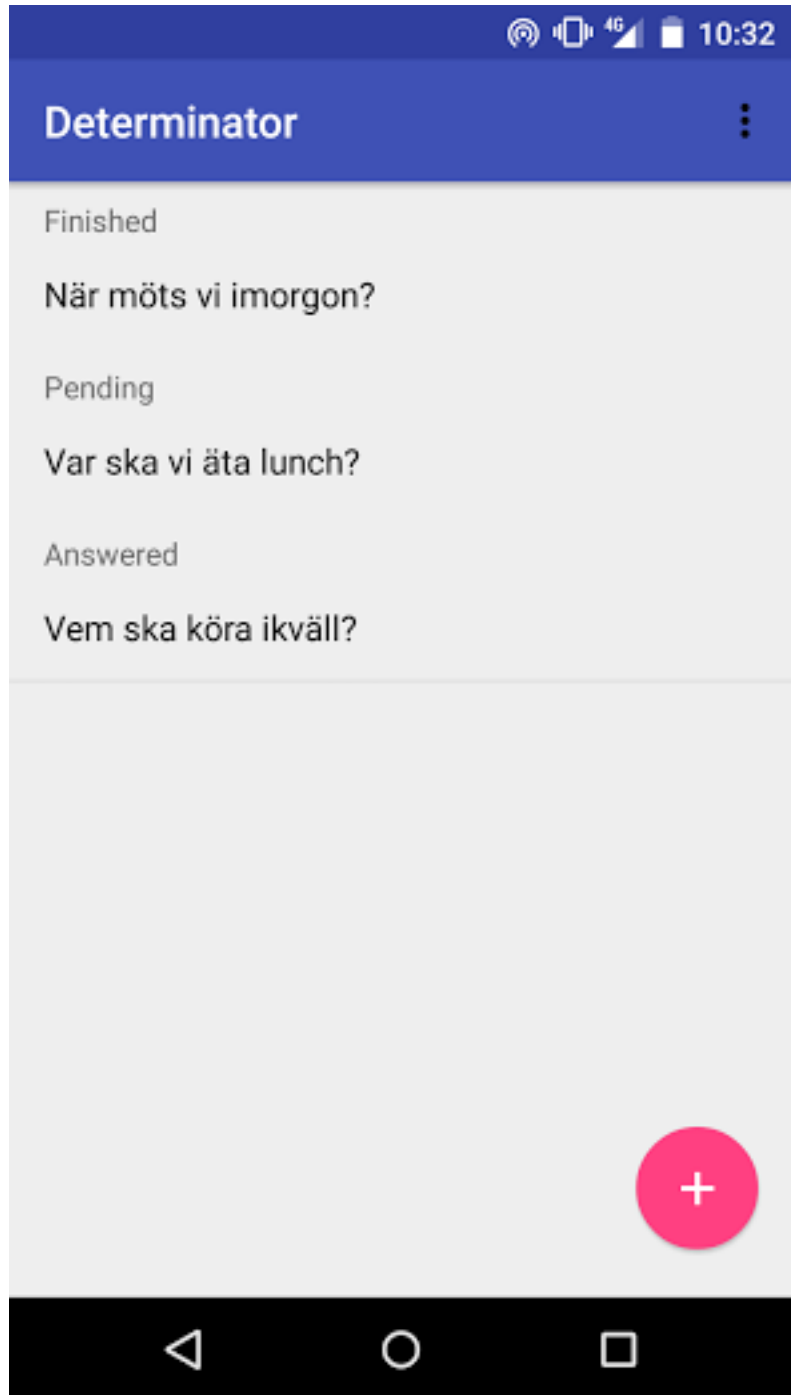 4G 10:32
Determinator
Finished
När möts vi imorgon?
Pending
Var ska vi äta lunch?
Answered
Vem ska köra ikväll?
+